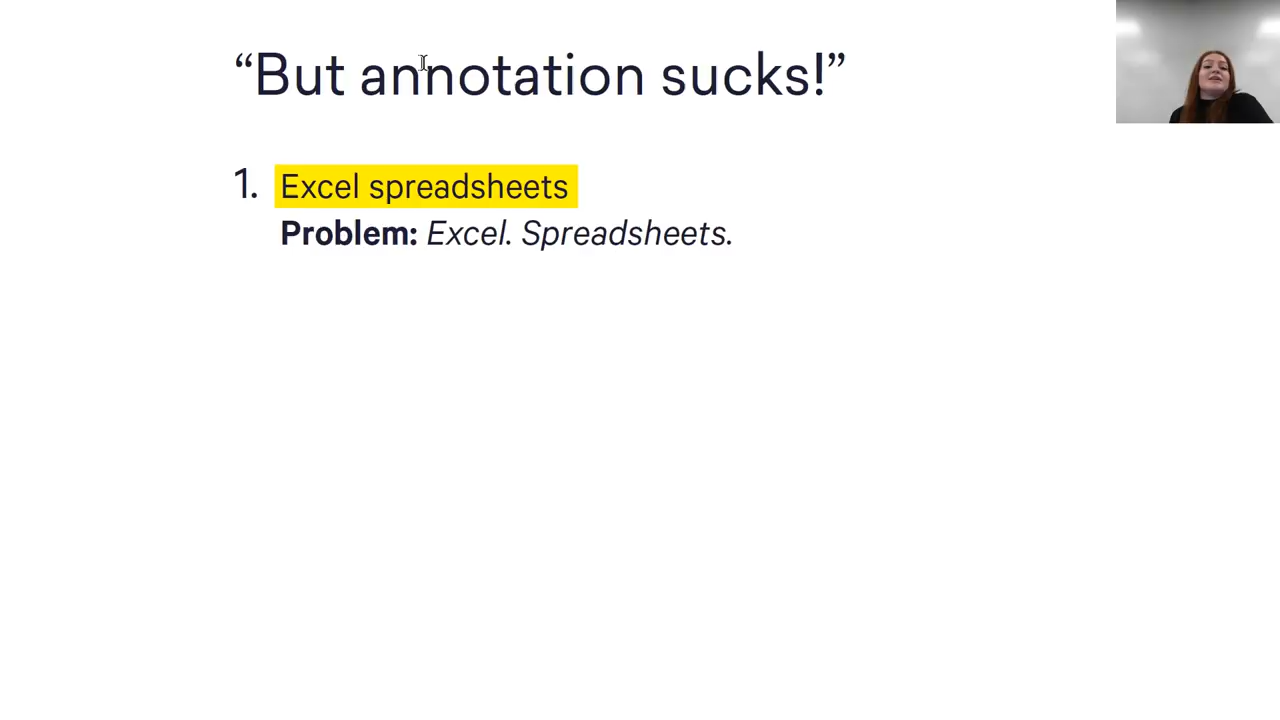 “But annotation sucks!”
1. Excel spreadsheets
Problem: Excel. Spreadsheets.